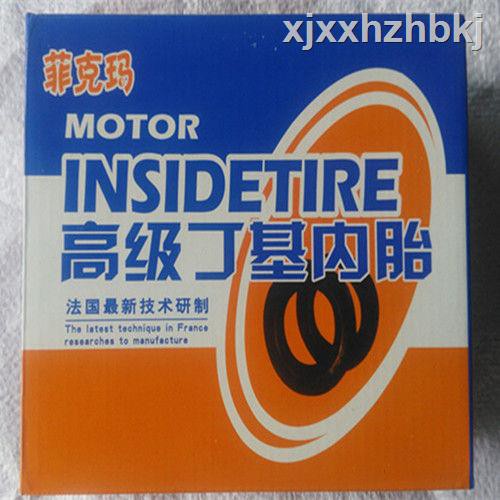 xjxxhzhbkj
菲克玛
MOTOR
INSIDETIRE
高级丁基内胎
法国最新技术研制
The latest technique in France
researches to manufacture